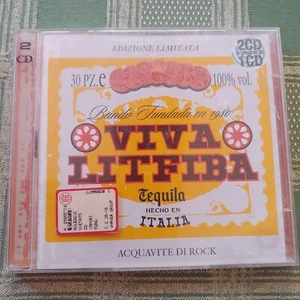 EDIZIONE LIMITATA
2CD
1CD
2
CD
30 PZ.e
100% vol.
Banda Fundada en 1980
VIVA
LITFIBA
Tequila
HECHO EN
ITALIA
ACQUAVITE DI ROCK